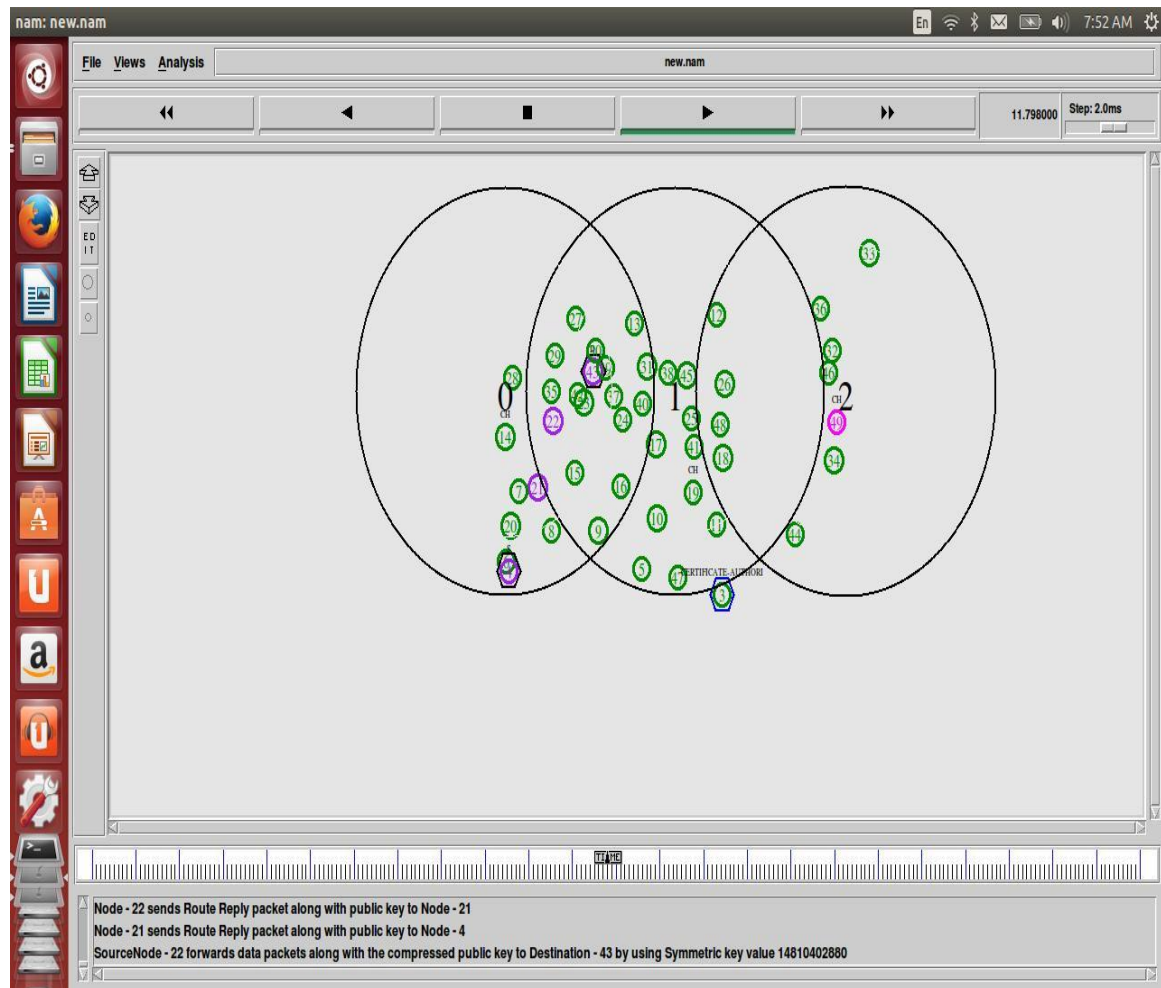 nam: new.nam
En 7:52 AM
File Views Analysis new.nam
11.798000 Step: 2.0ms
ED
IT
33
36
27 13 12
29 32
31 38 45 46
28 26
35 37 40 0 1 2
CH CH
22 24 25 48 49
14 17 41 18 34
CH
15
7 21 16 19
20 8 9 10 11 44
5 47
CERTIFICATE-AUTHORI
3
43
TIME
Node - 22 sends Route Reply packet along with public key to Node - 21
Node - 21 sends Route Reply packet along with public key to Node - 4
SourceNode - 22 forwards data packets along with the compressed public key to Destination - 43 by using Symmetric key value 14810402880